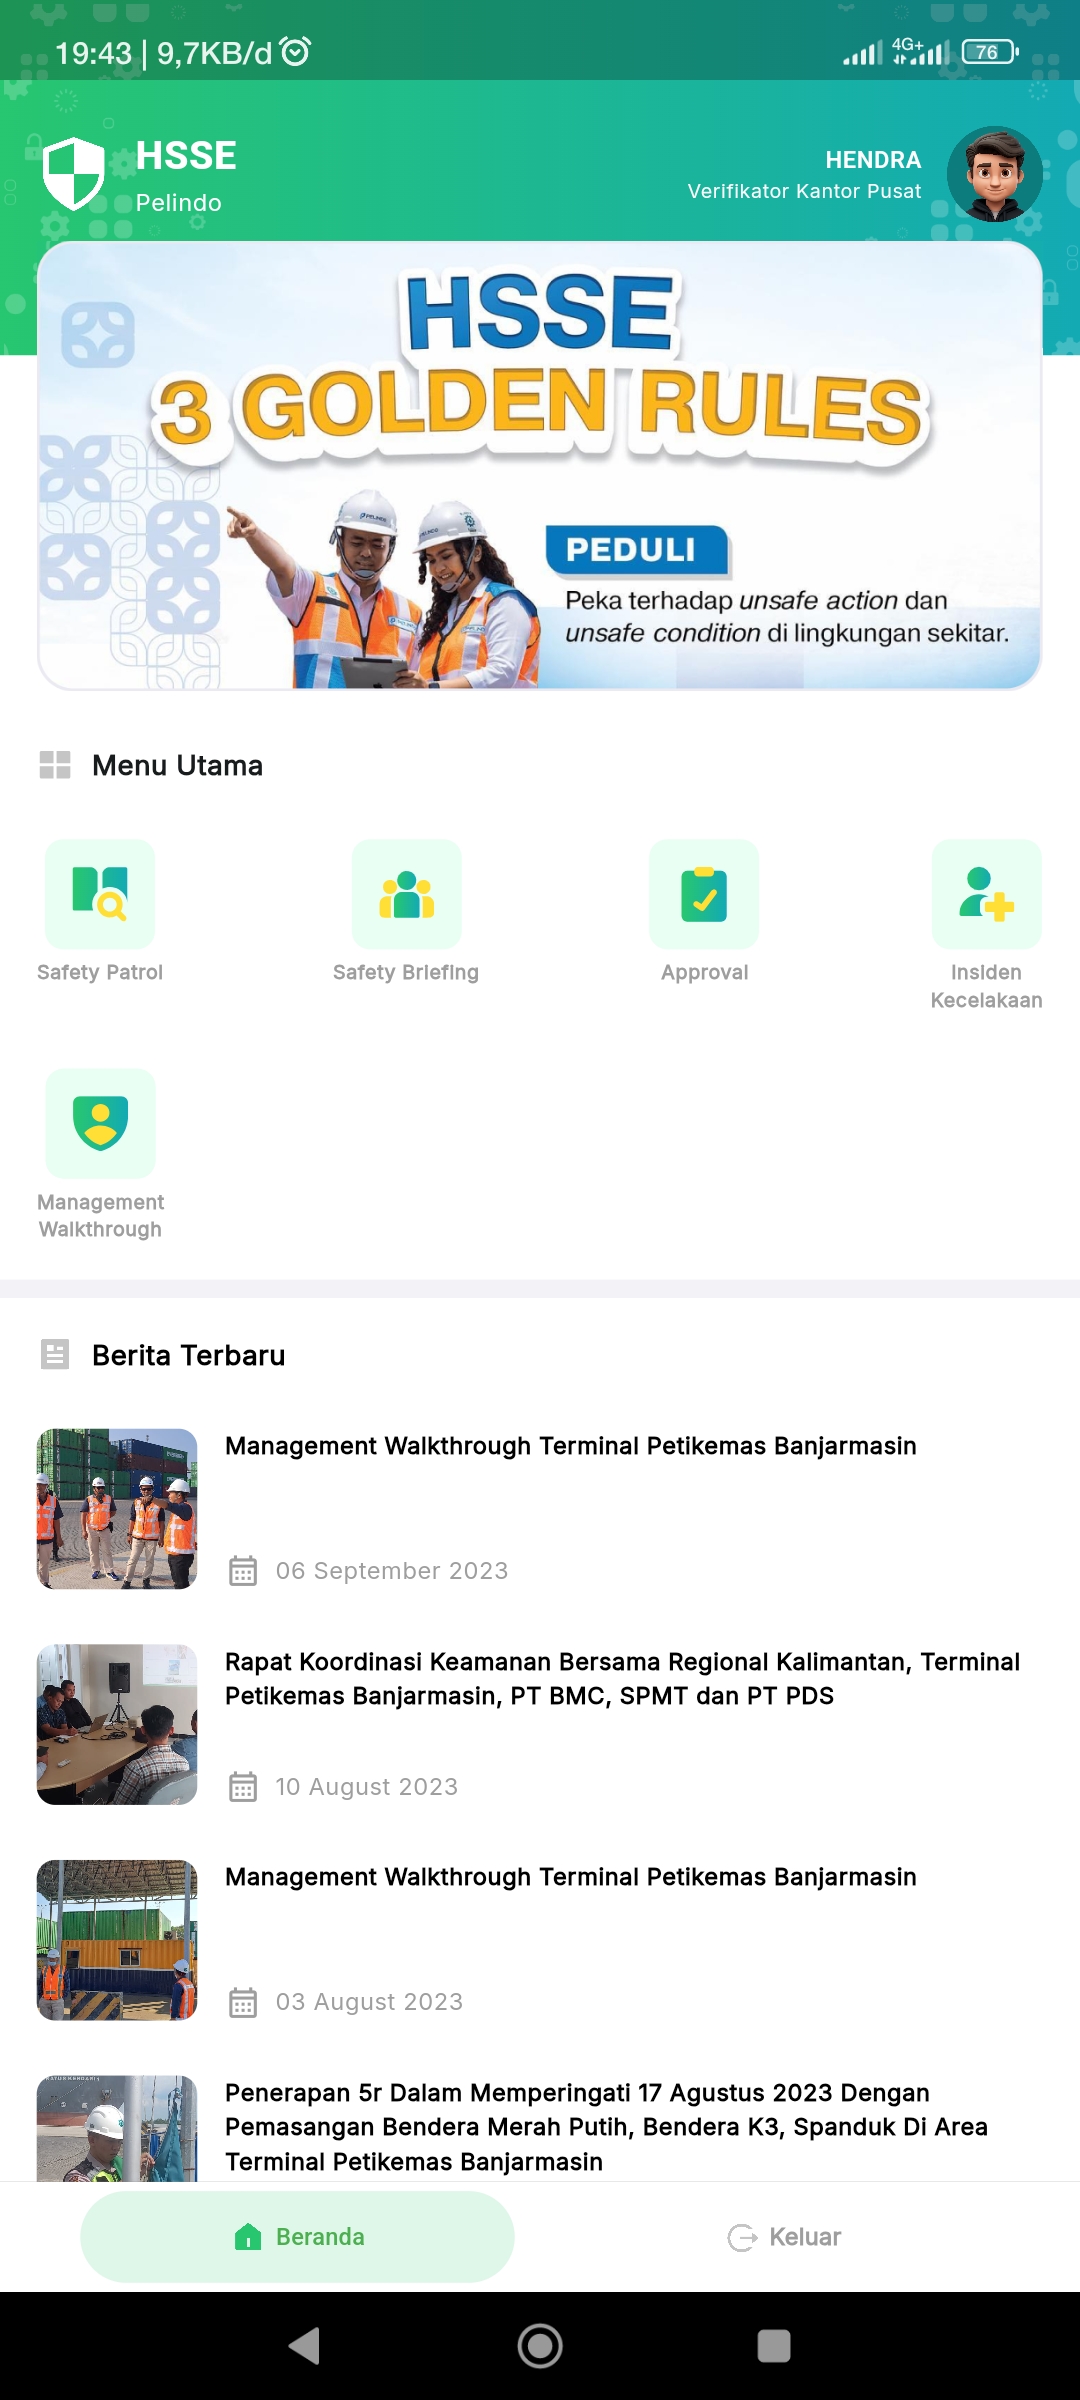 19:43 | 9,7KB/d
4G+
76
HSSE
Pelindo
HENDRA
Verifikator Kantor Pusat
HSSE
3 GOLDEN RULES
PEDULI
Peka terhadap unsafe action dan
unsafe condition di lingkungan sekitar.
Menu Utama
Safety Patrol
Safety Briefing
Approval
Insiden
Kecelakaan
Management
Walkthrough
Berita Terbaru
Management Walkthrough Terminal Petikemas Banjarmasin
06 September 2023
Rapat Koordinasi Keamanan Bersama Regional Kalimantan, Terminal
Petikemas Banjarmasin, PT BMC, SPMT dan PT PDS
10 August 2023
Management Walkthrough Terminal Petikemas Banjarmasin
03 August 2023
Penerapan 5r Dalam Memperingati 17 Agustus 2023 Dengan
Pemasangan Bendera Merah Putih, Bendera K3, Spanduk Di Area
Terminal Petikemas Banjarmasin
Beranda
Keluar